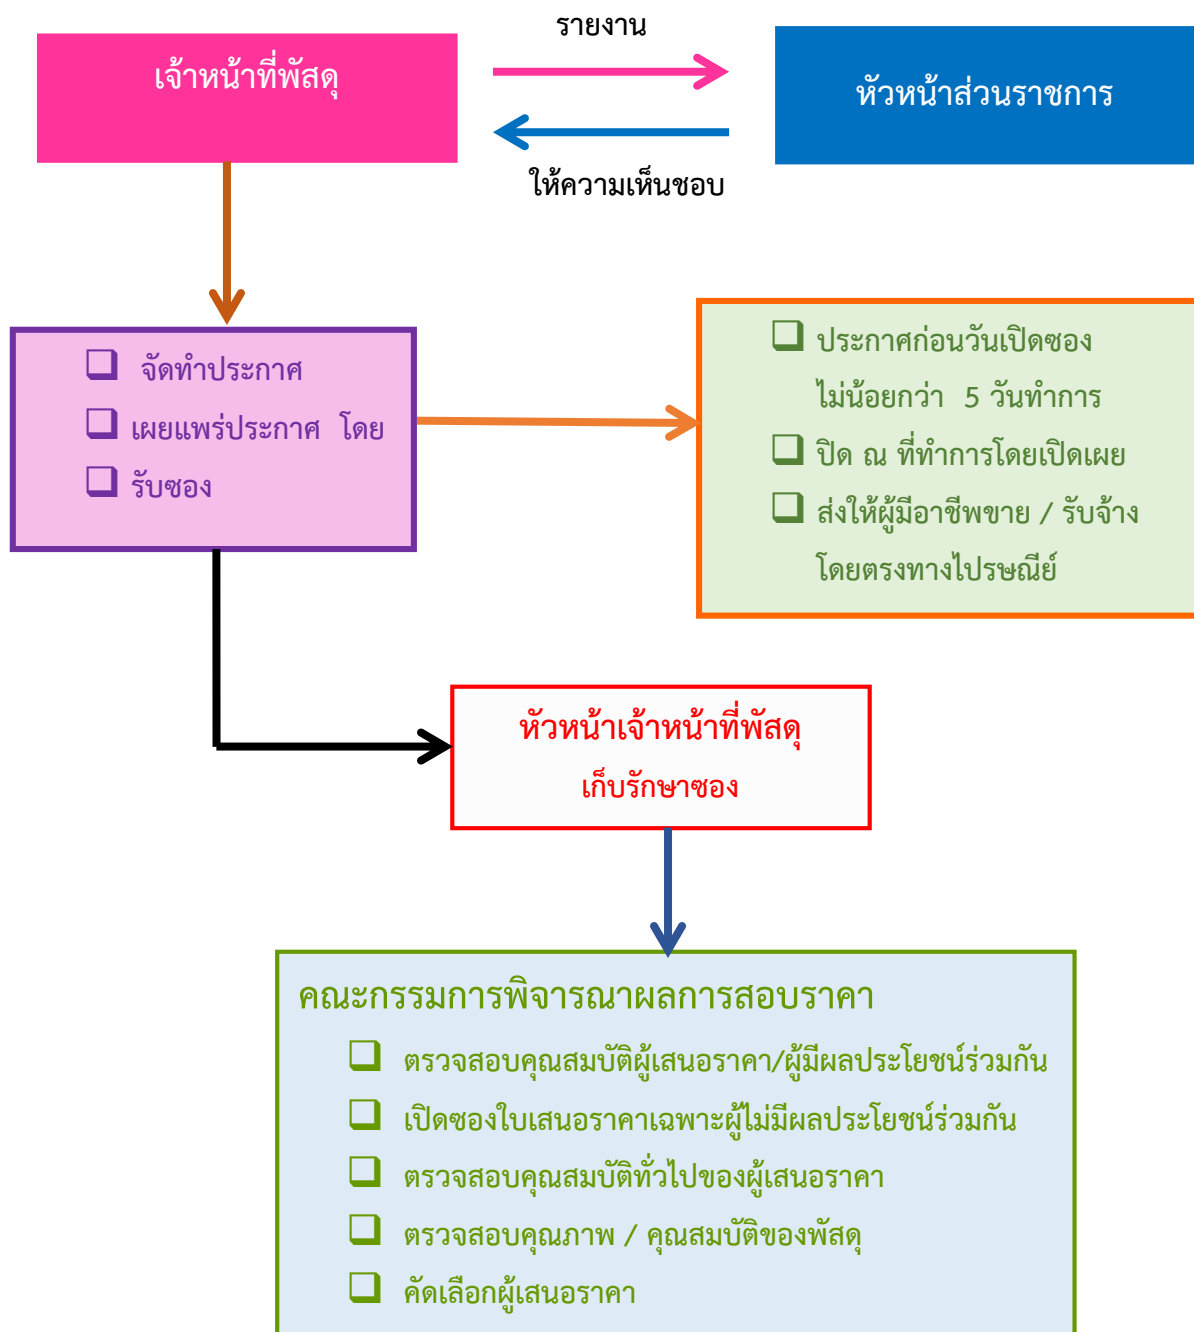 รายงาน
เจ้าหน้าที่พัสดุ
หัวหน้าส่วนราชการ
ให้ความเห็นชอบ
จัดทำประกาศ
เผยแพร่ประกาศ โดย
รับซอง
ประกาศก่อนวันเปิดซอง
ไม่น้อยกว่า 5 วันทำการ
ปิด ณ ที่ทำการโดยเปิดเผย
ส่งให้ผู้มีอาชีพขาย / รับจ้าง
โดยตรงทางไปรษณีย์
หัวหน้าเจ้าหน้าที่พัสดุ
เก็บรักษาซอง
คณะกรรมการพิจารณาผลการสอบราคา
ตรวจสอบคุณสมบัติผู้เสนอราคา/ผู้มีผลประโยชน์ร่วมกัน
เปิดซองใบเสนอราคาเฉพาะผู้ไม่มีผลประโยชน์ร่วมกัน
ตรวจสอบคุณสมบัติทั่วไปของผู้เสนอราคา
ตรวจสอบคุณภาพ / คุณสมบัติของพัสดุ
คัดเลือกผู้เสนอราคา